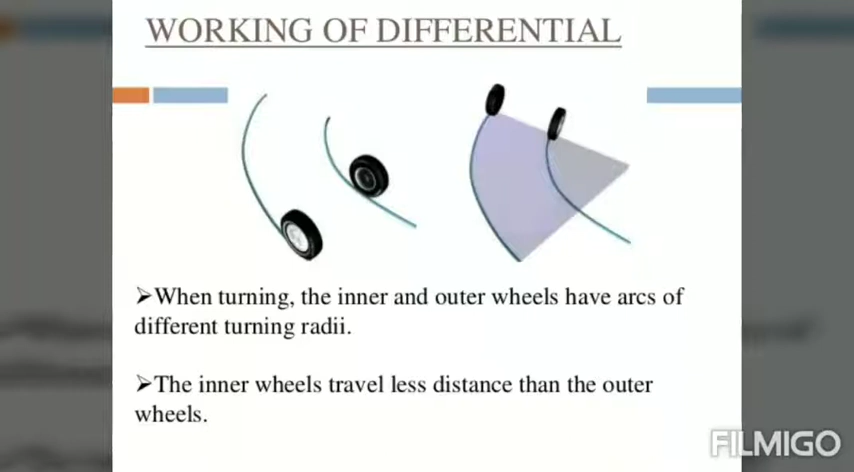 WORKING OF DIFFERENTIAL
➢When turning, the inner and outer wheels have arcs of
different turning radii.
➢The inner wheels travel less distance than the outer
wheels.
FILMIGO